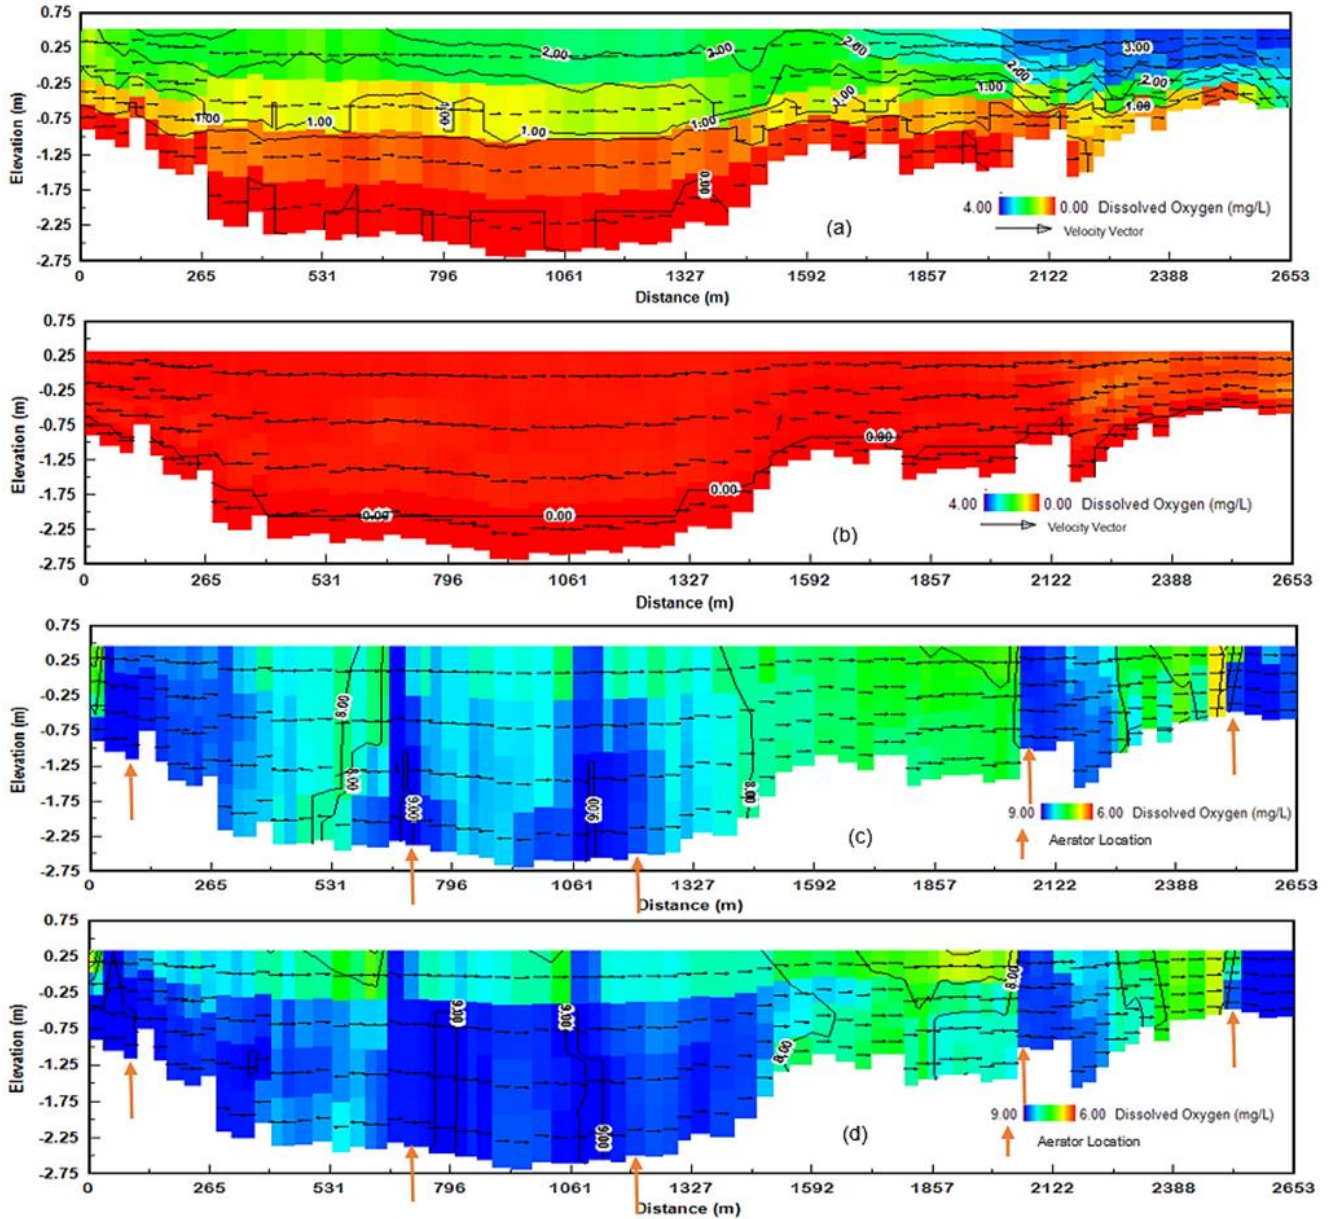 0.75
0.25
-0.25
-0.75
-1.25
-1.75
-2.25
-2.75
Elevation (m)
2.00
2.00
2.00
3.00
2.00
2.00
1.00
1.00
1.00
1.00
1.00
1.00
1.00
1.00
0.00
4.00 0.00 Dissolved Oxygen (mg/L)
Velocity Vector
(a)
0 265 531 796 1061 1327 1592 1857 2122 2388 2653
Distance (m)
0.75
0.25
-0.25
-0.75
-1.25
-1.75
-2.25
-2.75
Elevation (m)
0.00
0.00
0.00
0.00
4.00 0.00 Dissolved Oxygen (mg/L)
Velocity Vector
(b)
0 265 531 796 1061 1327 1592 1857 2122 2388 2653
Distance (m)
0.75
0.25
-0.25
-0.75
-1.25
-1.75
-2.25
-2.75
Elevation (m)
8.00
8.00
9.00
9.00
8.00
9.00 6.00 Dissolved Oxygen (mg/L)
Aerator Location
(c)
0 265 531 796 1061 1327 1592 1857 2122 2388 2653
Distance (m)
0.75
0.25
-0.25
-0.75
-1.25
-1.75
-2.25
-2.75
Elevation (m)
9.00
9.00
9.00
8.00
8.00
9.00 6.00 Dissolved Oxygen (mg/L)
Aerator Location
(d)
0 265 531 796 1061 1327 1592 1857 2122 2388 2653
Distance (m)